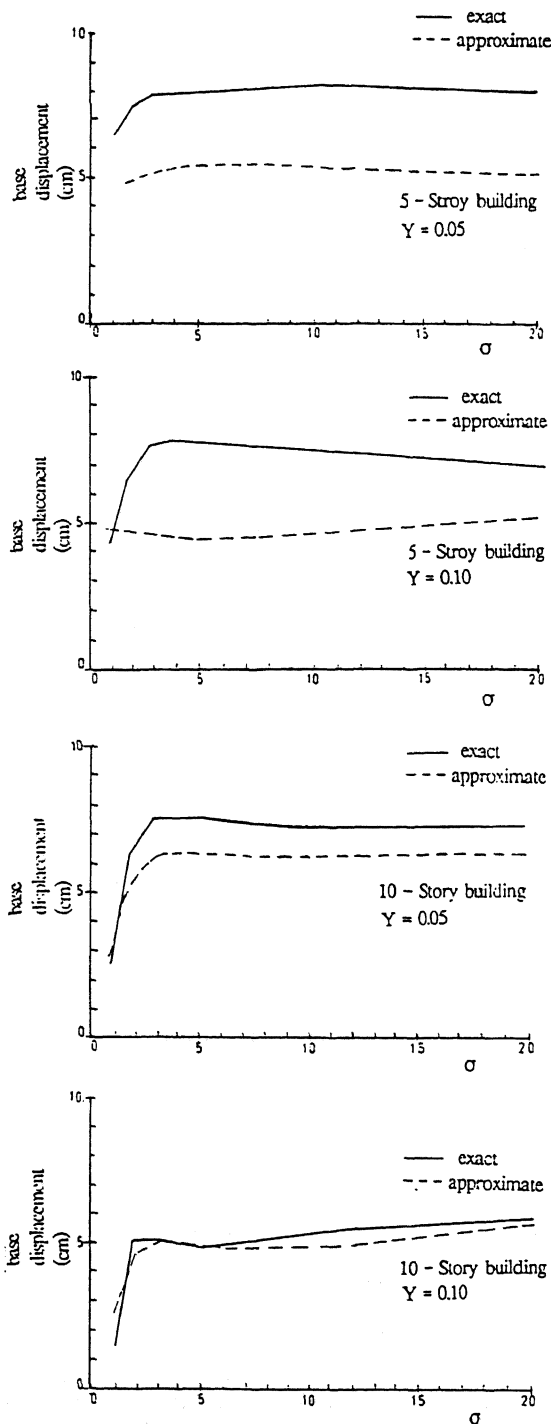 exact
approximate
10
base
displacement
(cm)
5
5 - Stroy building
Y = 0.05
0
0 5 10 15 20
σ
10
exact
approximate
base
displacement
(cm)
5
5 - Stroy building
Y = 0.10
0
0 5 10 15 20
σ
10
exact
approximate
base
displacement
(cm)
5
10 - Story building
Y = 0.05
0
0 5 10 15 20
σ
10
exact
approximate
base
displacement
(cm)
5
10 - Story building
Y = 0.10
0
0 5 10 15 20
σ